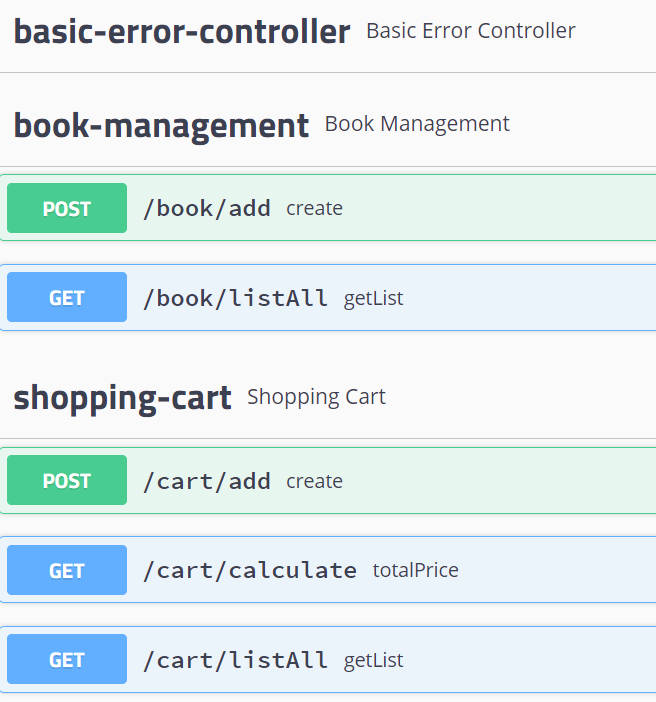 basic-error-controller Basic Error Controller
book-management Book Management
POST /book/add create
GET /book/listAll getList
shopping-cart Shopping Cart
POST /cart/add create
GET /cart/calculate totalPrice
GET /cart/listAll getList